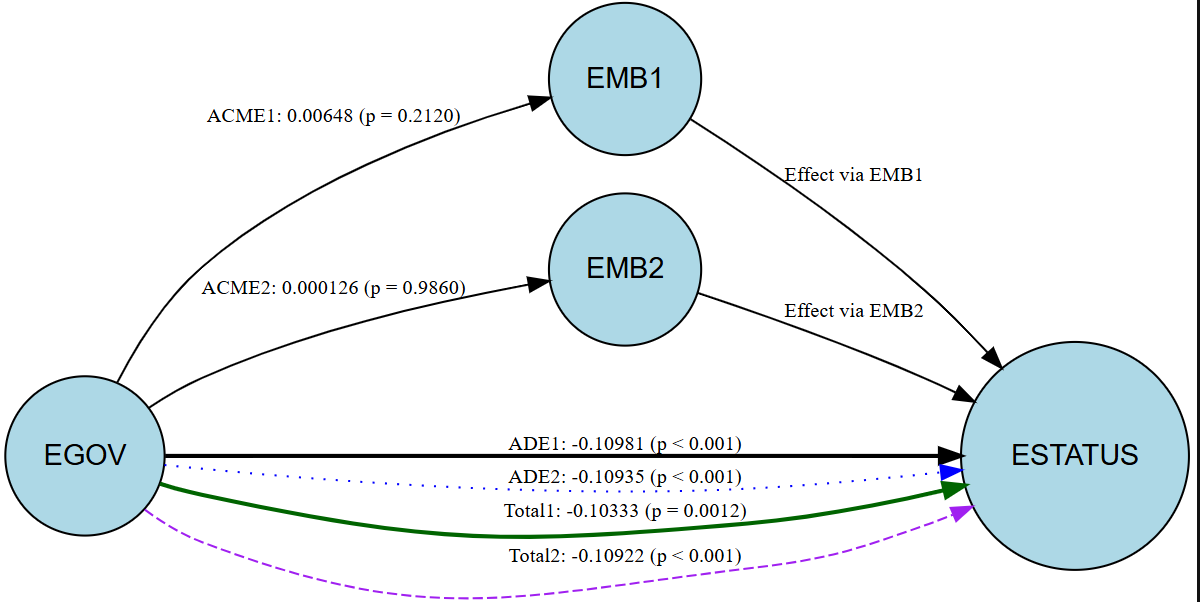 EMB1
ACME1: 0.00648 (p = 0.2120)
Effect via EMB1
EMB2
ACME2: 0.000126 (p = 0.9860)
Effect via EMB2
EGOV
ADE1: -0.10981 (p < 0.001)
ESTATUS
ADE2: -0.10935 (p < 0.001)
Total1: -0.10333 (p = 0.0012)
Total2: -0.10922 (p < 0.001)